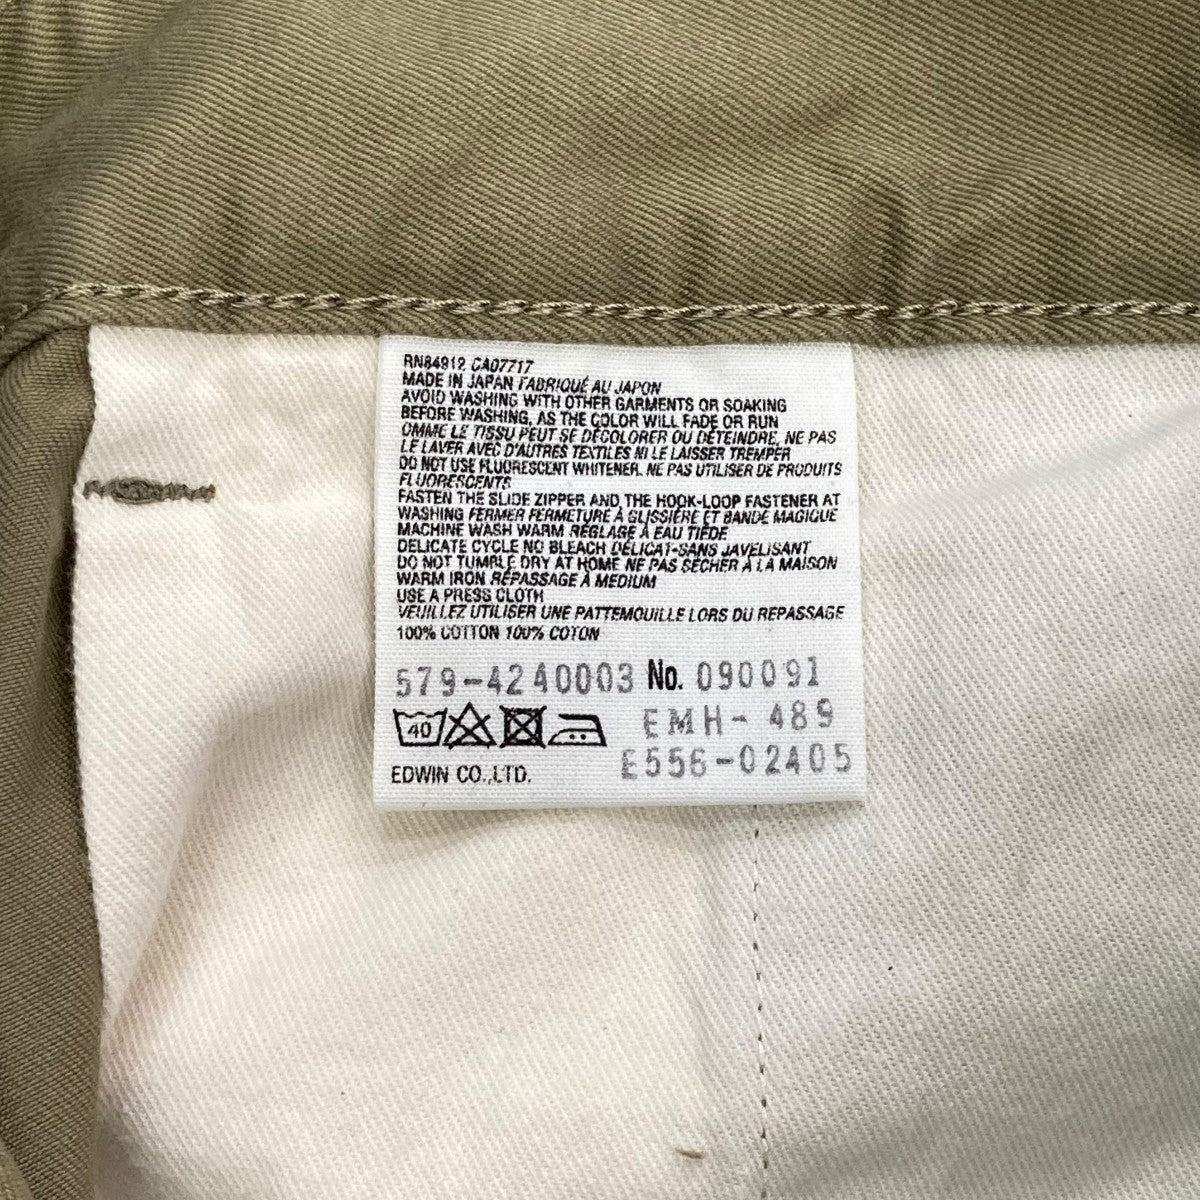 RN84912 CA07717
MADE IN JAPAN FABRIQUÉ AU JAPON
AVOID WASHING WITH OTHER GARMENTS OR SOAKING
BEFORE WASHING, AS THE COLOR WILL FADE OR RUN
OMME LE TISSU PEUT SE DÉCOLORER OU DÉTEINDRE, NE PAS
LE LAVER AVEC D'AUTRES TEXTILES NI LE LAISSER TREMPER
DO NOT USE FLUORESCENT WHITENER. NE PAS UTILISER DE PRODUITS
FLUORESCENTS
FASTEN THE SLIDE ZIPPER AND THE HOOK-LOOP FASTENER AT
WASHING FERMER FERMETURE À GLISSIÈRE ET BANDE MAGIQUE
MACHINE WASH WARM RÉGLAGE À EAU TIÈDE
DELICATE CYCLE NO BLEACH DÉLICAT-SANS JAVELISANT
DO NOT TUMBLE DRY AT HOME NE PAS SÉCHER À LA MAISON
WARM IRON RÉPASSAGE À MEDIUM
USE A PRESS CLOTH
VEUILLEZ UTILISER UNE PATTEMOUILLE LORS DU REPASSAGE
100% COTTON 100% COTON
579-4240003 No. 090091
40 EMH-489
E556-02405
EDWIN CO.,LTD.